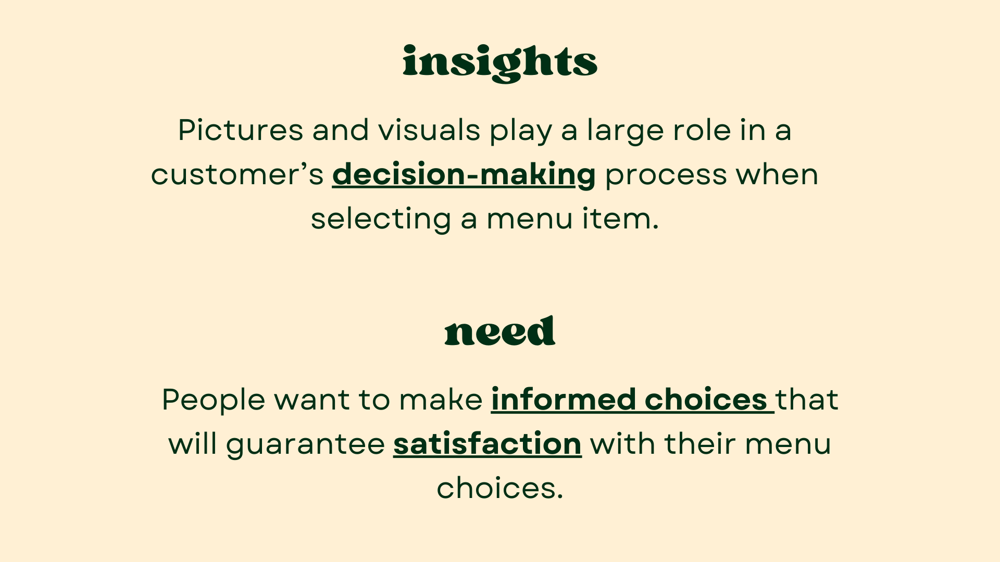 insights
Pictures and visuals play a large role in a
customer’s decision-making process when
selecting a menu item.
need
People want to make informed choices that
will guarantee satisfaction with their menu
choices.